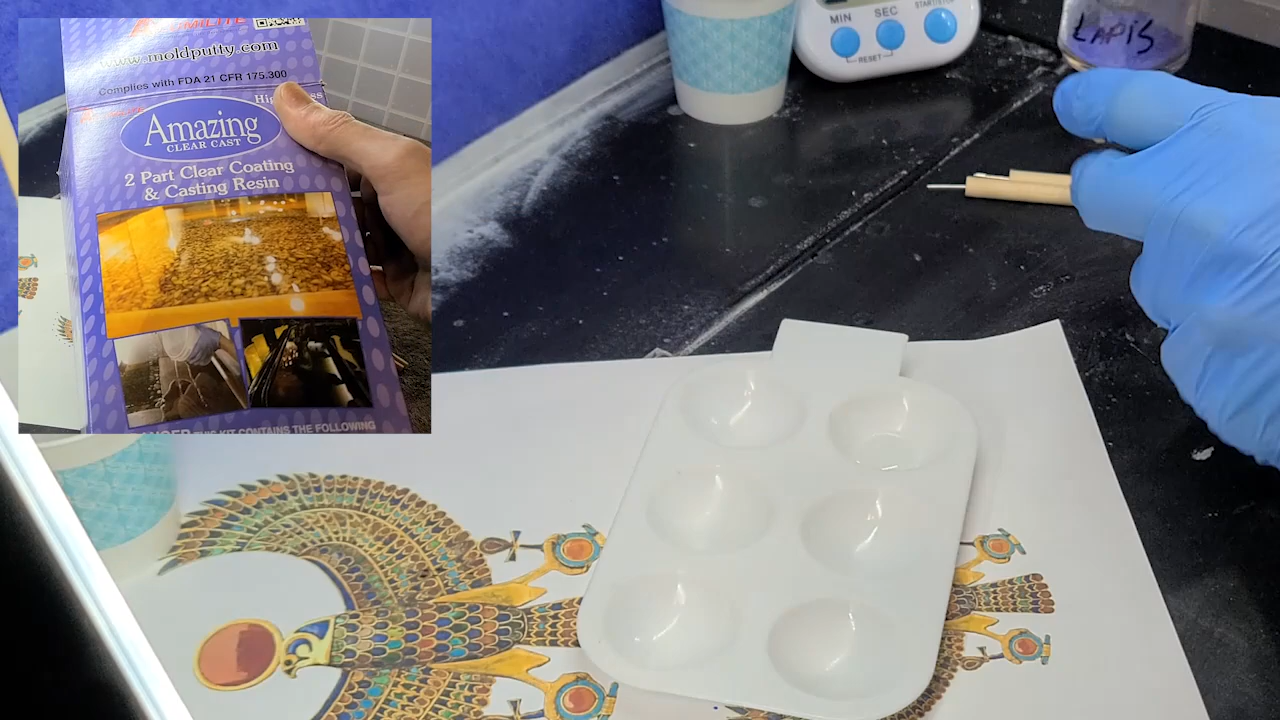 www.moldputty.com
Complies with FDA 21 CFR 175.300
Amazing
CLEAR CAST
2 Part Clear Coating
& Casting Resin
THIS KIT CONTAINS THE FOLLOWING
MIN SEC START/STOP
RESET
LAPIS